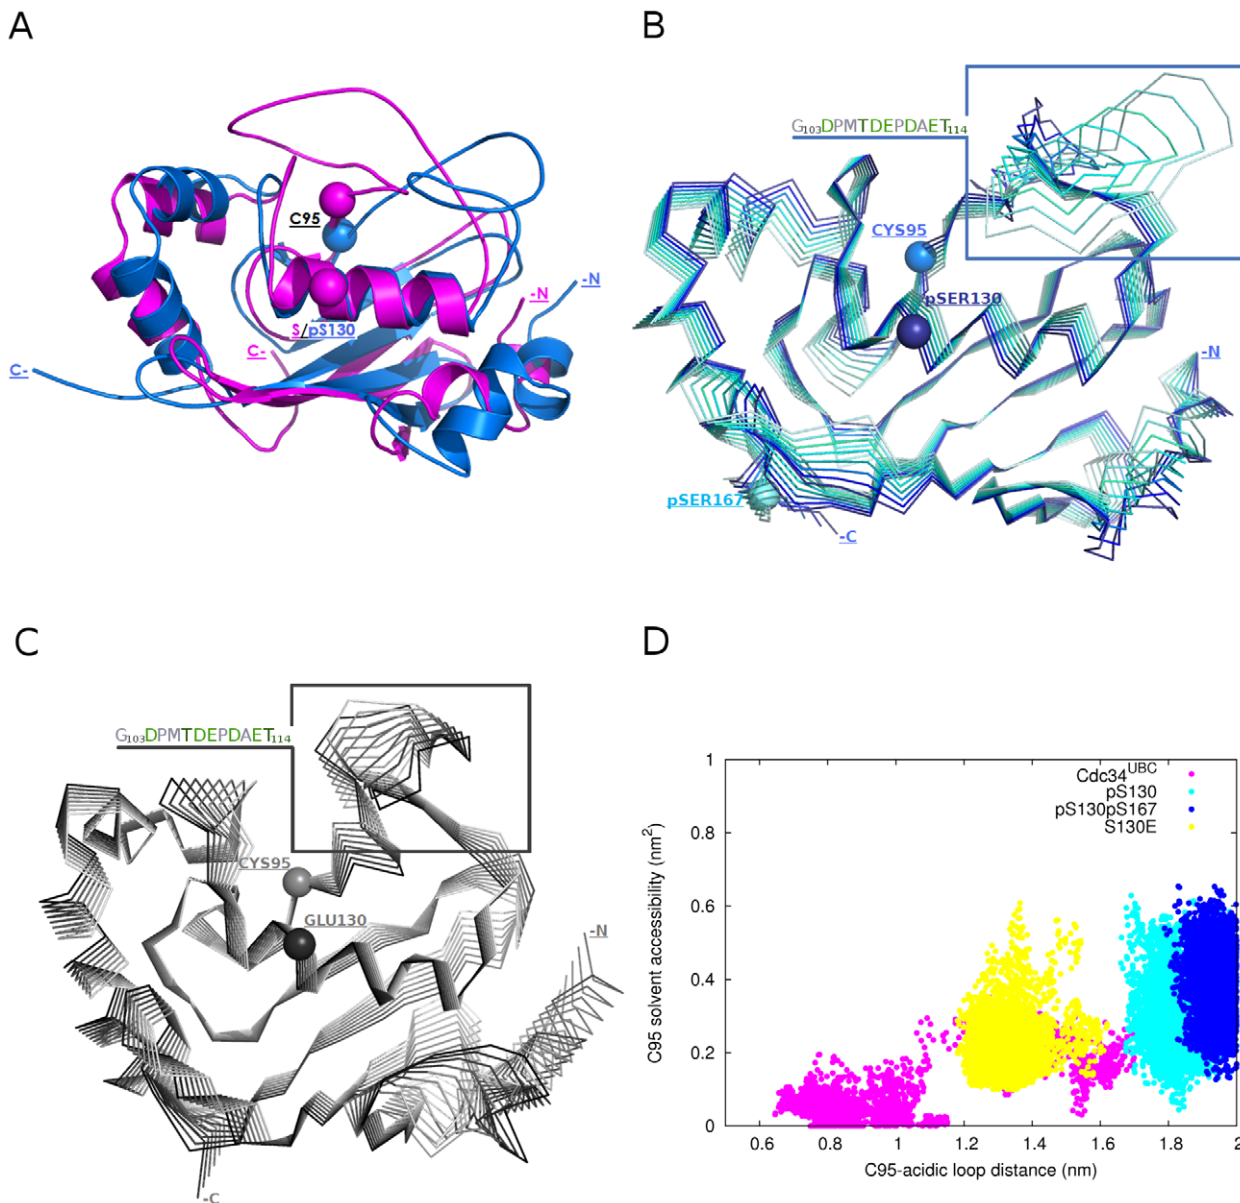 A
C95
-N
-N
S/pS130
C-
C-
B
G103DPMTDEPDAET114
CYS95
pSER130
-N
pSER167
-C
C
G103DPMTDEPDAET114
CYS95
GLU130
-N
-C
D
1
0.8
0.6
0.4
0.2
0
C95 solvent accessibility (nm2)
Cdc34UBC
pS130
pS130pS167
S130E
0.6
0.8
1
1.2
1.4
1.6
1.8
2
C95-acidic loop distance (nm)